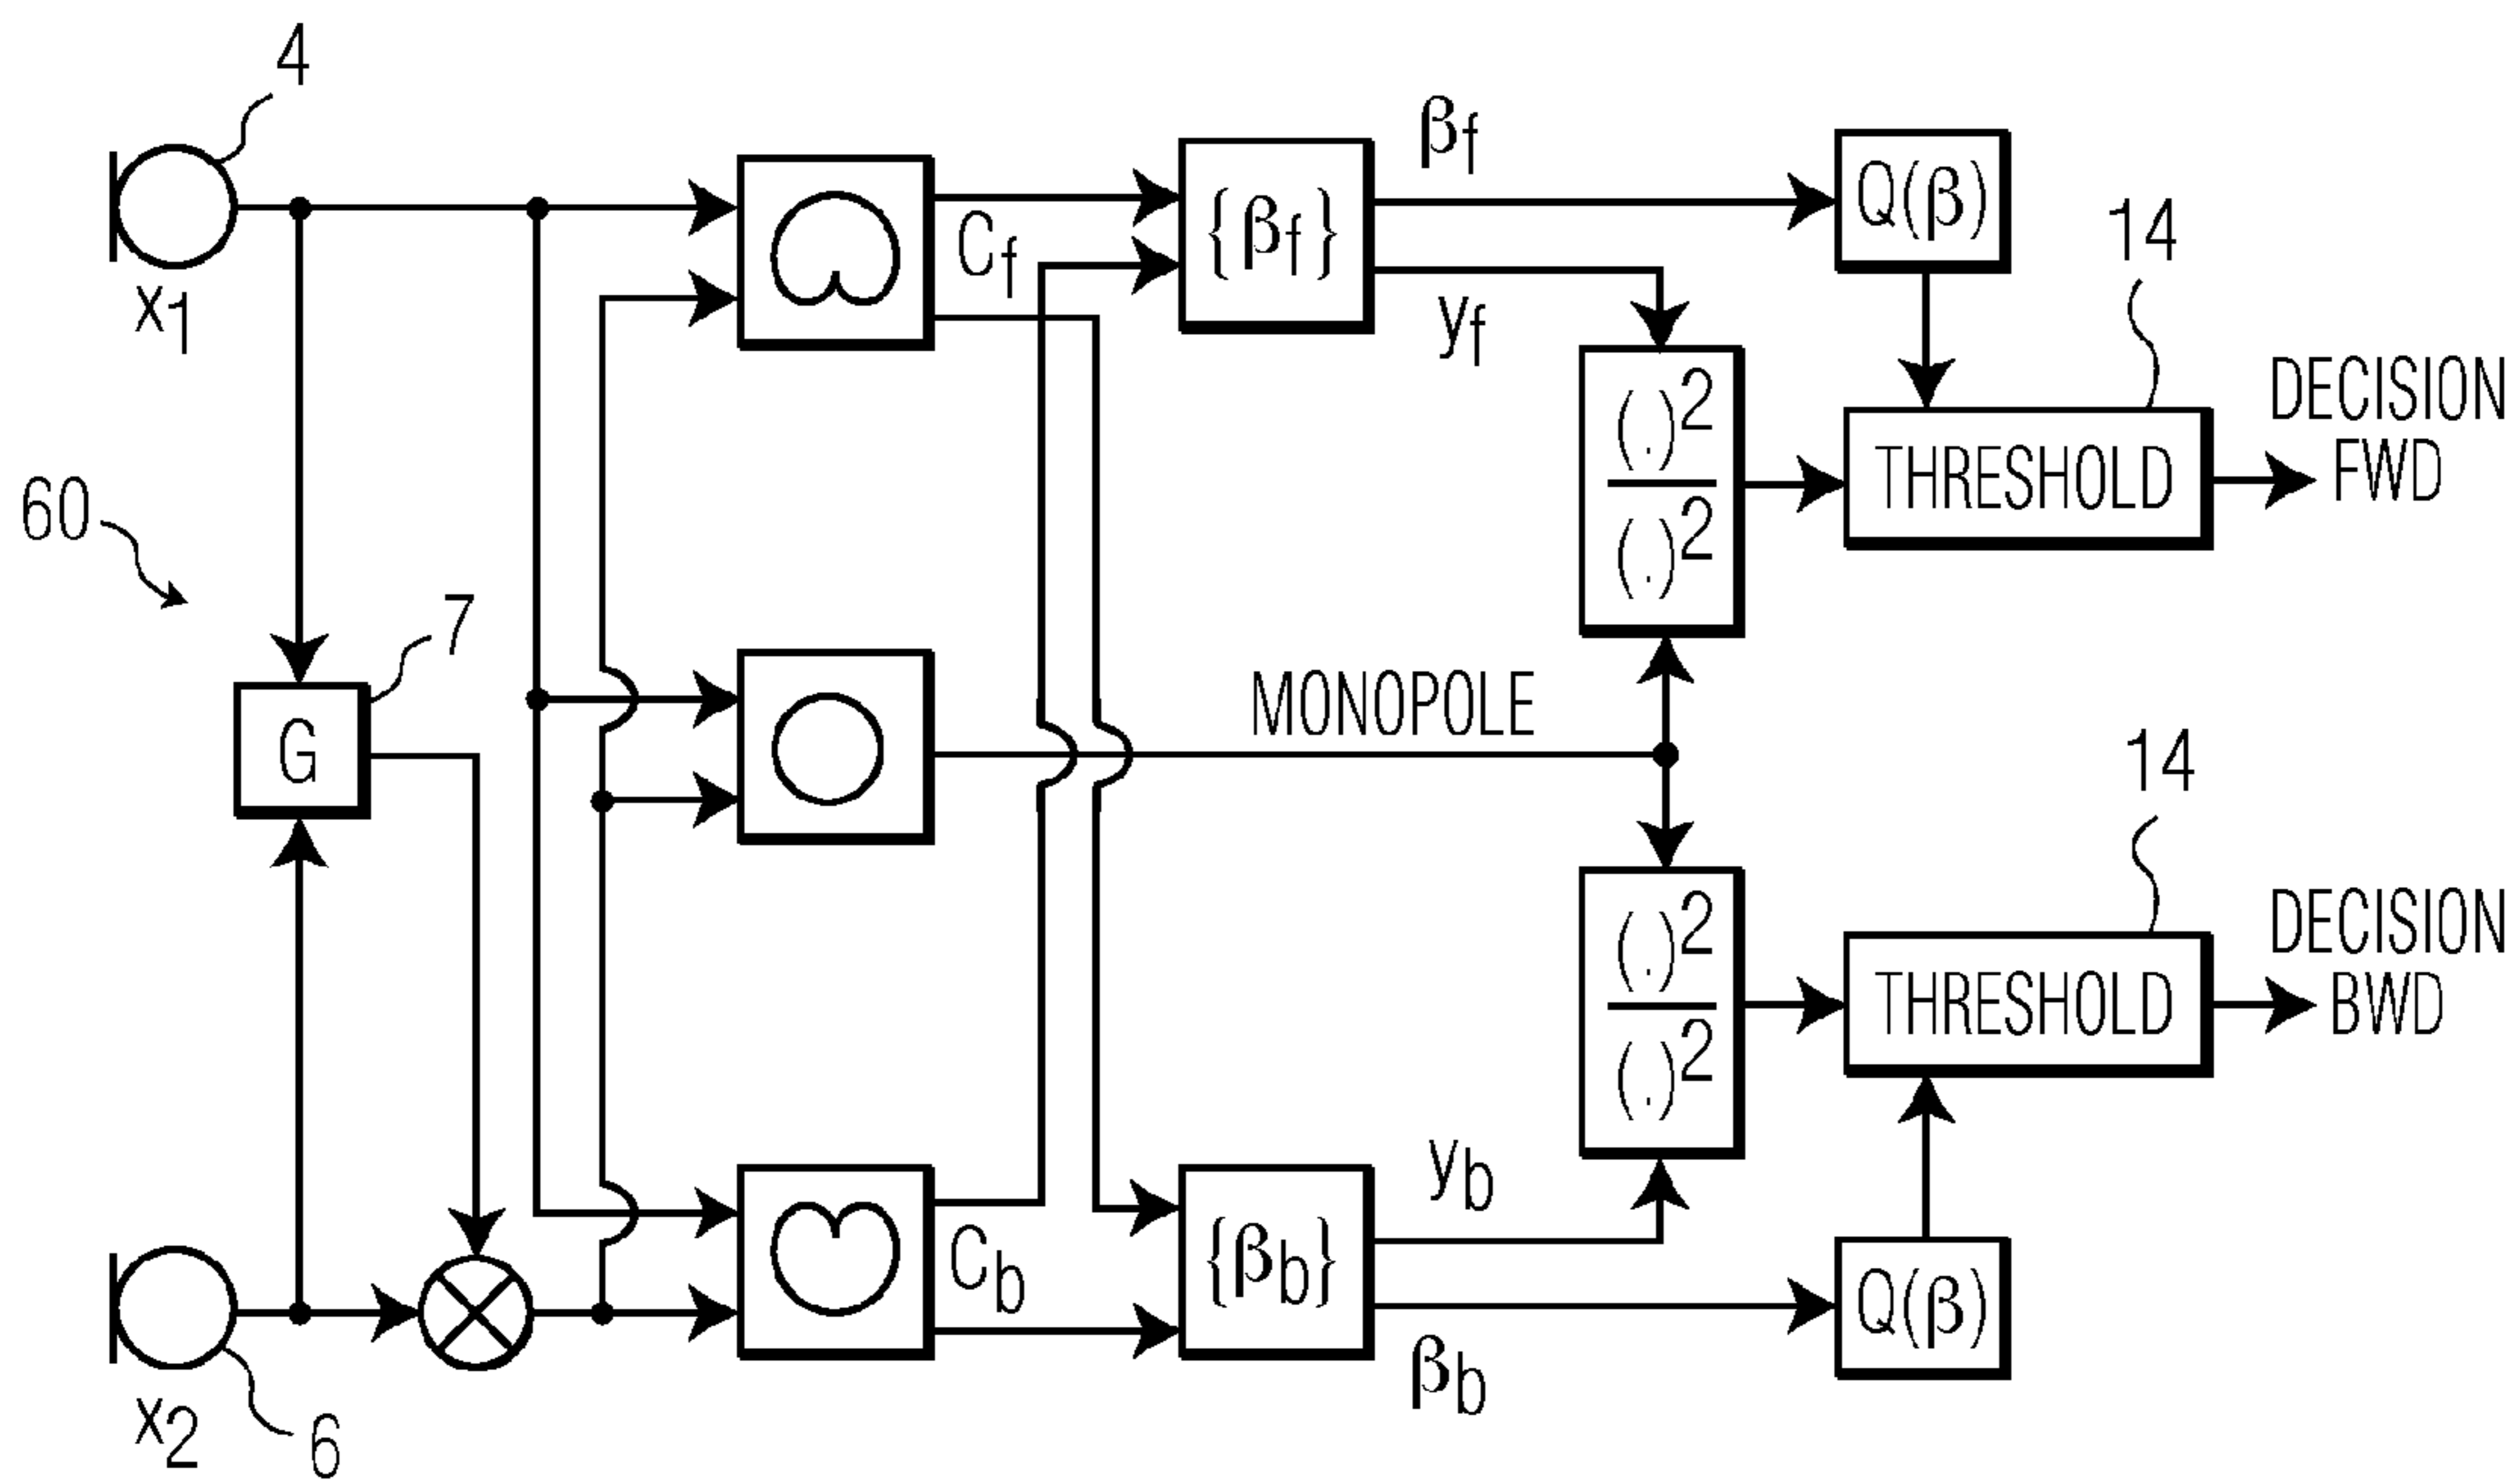 4
x1
60
7
G
x2
6
Cf
Cb
{βf}
βf
yf
MONOPOLE
{βb}
yb
βb
Q(β)
14
(.)2
(.)2
THRESHOLD
DECISION
FWD
14
(.)2
(.)2
THRESHOLD
DECISION
BWD
Q(β)